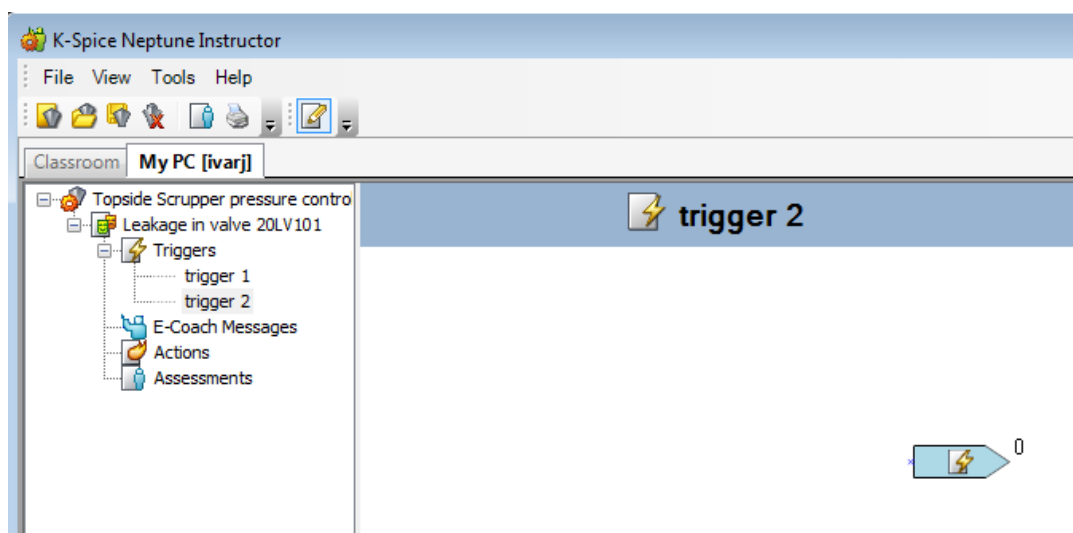 K-Spice Neptune Instructor
File View Tools Help
Classroom My PC [ivarj]
Topside Scrupper pressure contro
trigger 2
Leakage in valve 20LV101
Triggers
trigger 1
trigger 2
E-Coach Messages
Actions
Assessments
0